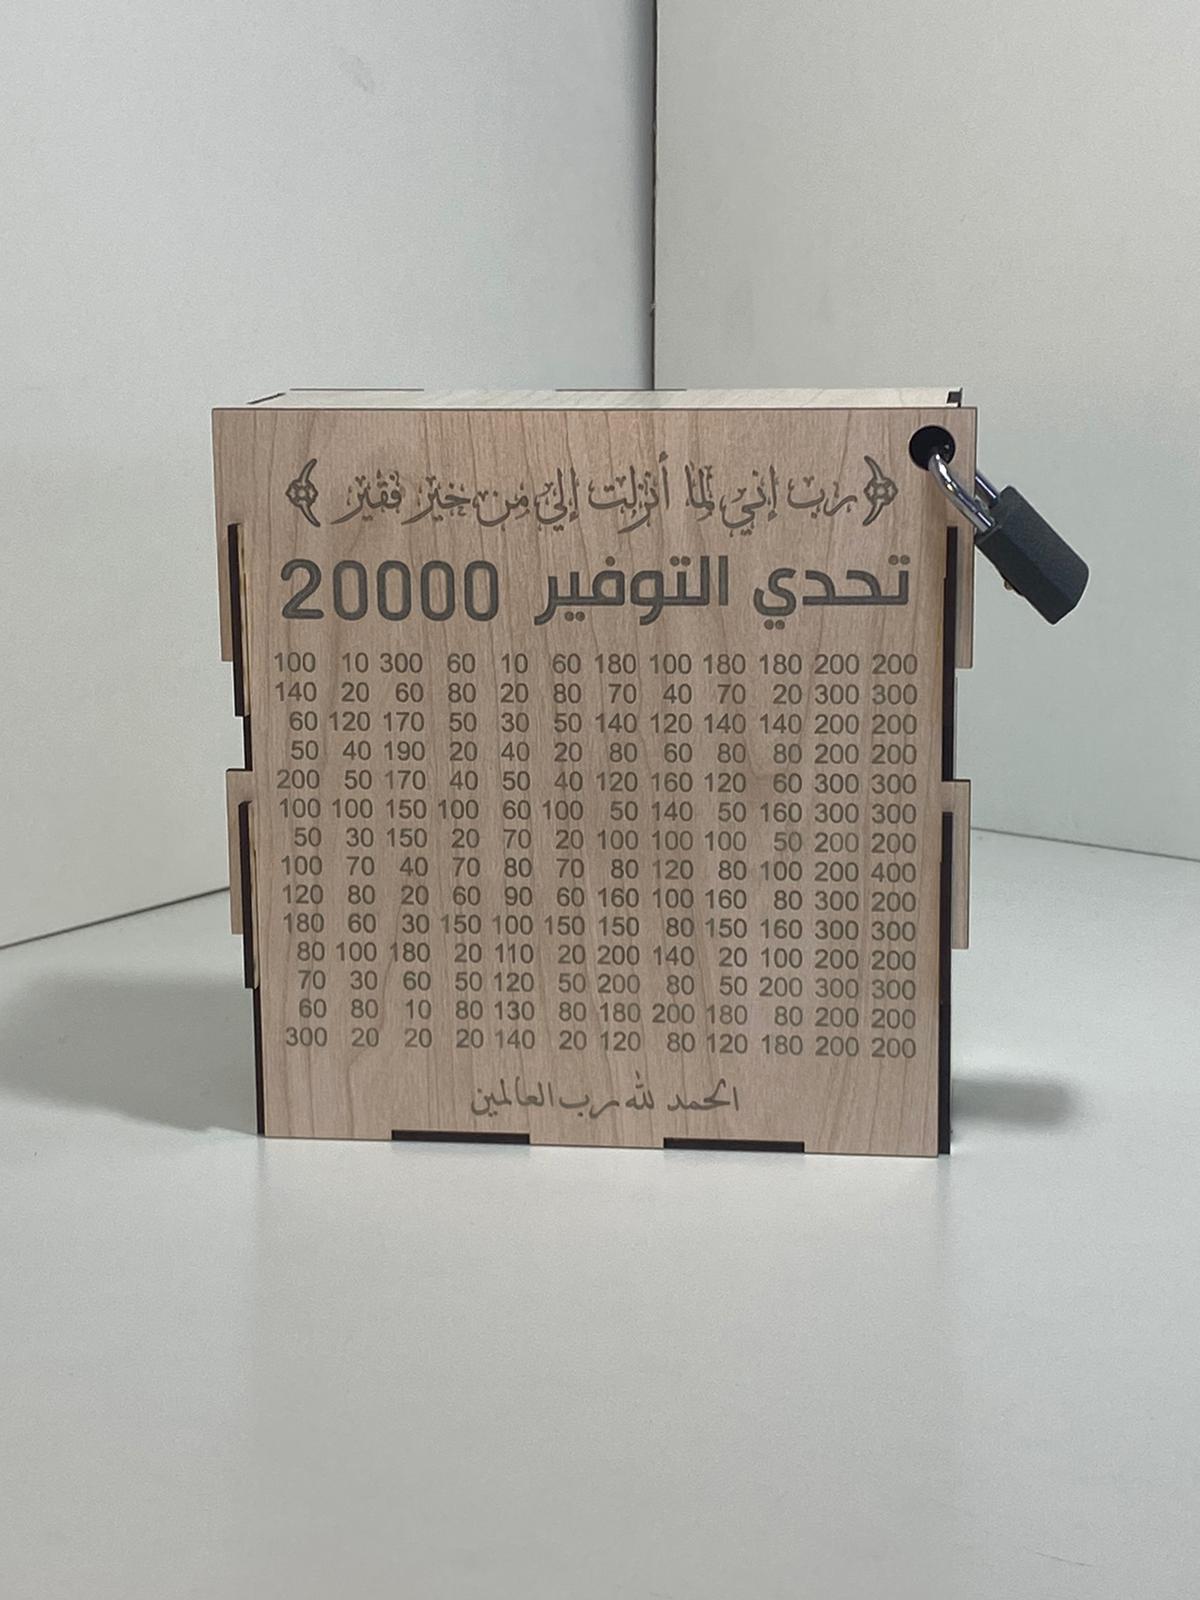 ﴿رب إني لما أنزلت إلي من خير فقير﴾
تحدي التوفير 20000
100 10 300 60 10 60 180 100 180 180 200 200
140 20 60 80 20 80 70 40 70 20 300 300
60 120 170 50 30 50 140 120 140 140 200 200
50 40 190 20 40 20 80 60 80 80 200 200
200 50 170 40 50 40 120 160 120 60 300 300
100 100 150 100 60 100 50 140 50 160 300 300
50 30 150 20 70 20 100 100 100 50 200 200
100 70 40 70 80 70 80 120 80 100 200 400
120 80 20 60 90 60 160 100 160 80 300 200
180 60 30 150 100 150 150 80 150 160 300 300
80 100 180 20 110 20 200 140 20 100 200 200
70 30 60 50 120 50 200 80 50 200 300 300
60 80 10 80 130 80 180 200 180 80 200 200
300 20 20 20 140 20 120 80 120 180 200 200
الحمد لله رب العالمين